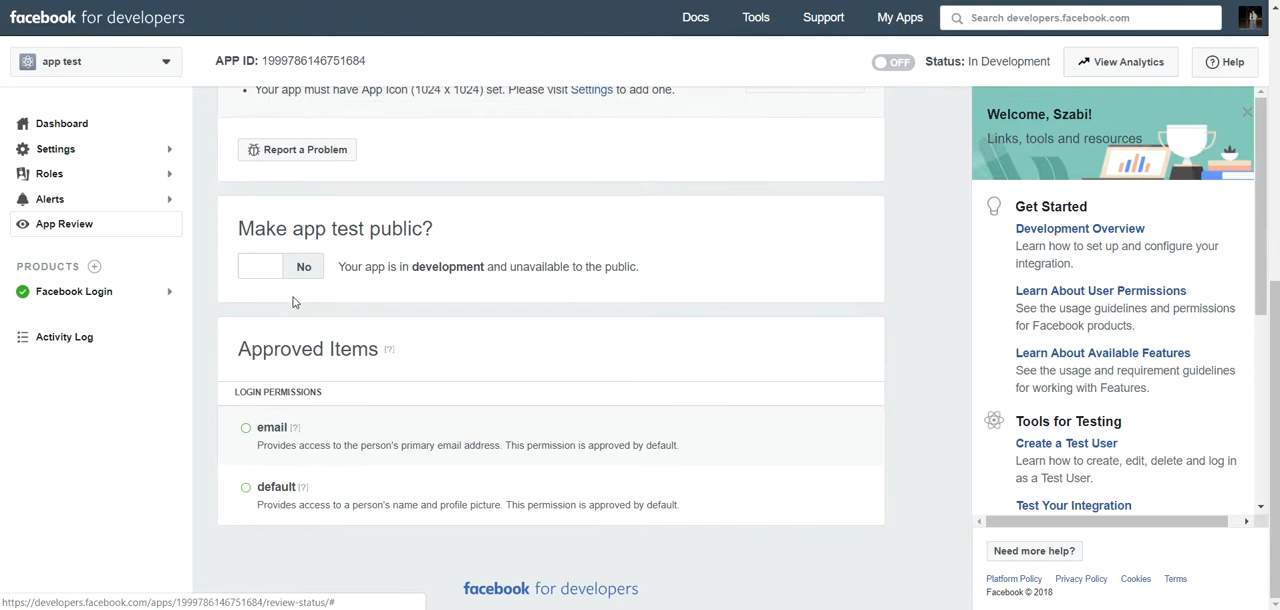 facebook for developers
Docs
Tools
Support
My Apps
Search developers.facebook.com
app test
APP ID: 1999786146751684
OFF
Status: In Development
View Analytics
Help
Dashboard
Settings
Roles
Alerts
App Review
PRODUCTS
Facebook Login
Activity Log
• Your app must have App Icon (1024 x 1024) set. Please visit Settings to add one.
Report a Problem
Make app test public?
No
Your app is in development and unavailable to the public.
Approved Items [?]
LOGIN PERMISSIONS
email [?]
Provides access to the person's primary email address. This permission is approved by default.
default [?]
Provides access to a person's name and profile picture. This permission is approved by default.
facebook for developers
Welcome, Szabi!
Links, tools and resources
Get Started
Development Overview
Learn how to set up and configure your
integration.
Learn About User Permissions
See the usage guidelines and permissions
for Facebook products.
Learn About Available Features
See the usage and requirement guidelines
for working with Features.
Tools for Testing
Create a Test User
Learn how to create, edit, delete and log in
as a Test User.
Test Your Integration
Need more help?
Platform Policy
Privacy Policy
Cookies
Terms
Facebook © 2018
https://developers.facebook.com/apps/1999786146751684/review-status/#